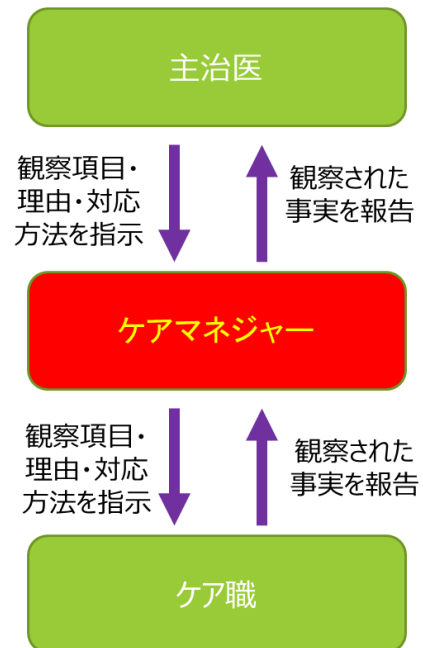 主治医
観察項目・
理由・対応
方法を指示
観察された
事実を報告
ケアマネジャー
観察項目・
理由・対応
方法を指示
観察された
事実を報告
ケア職